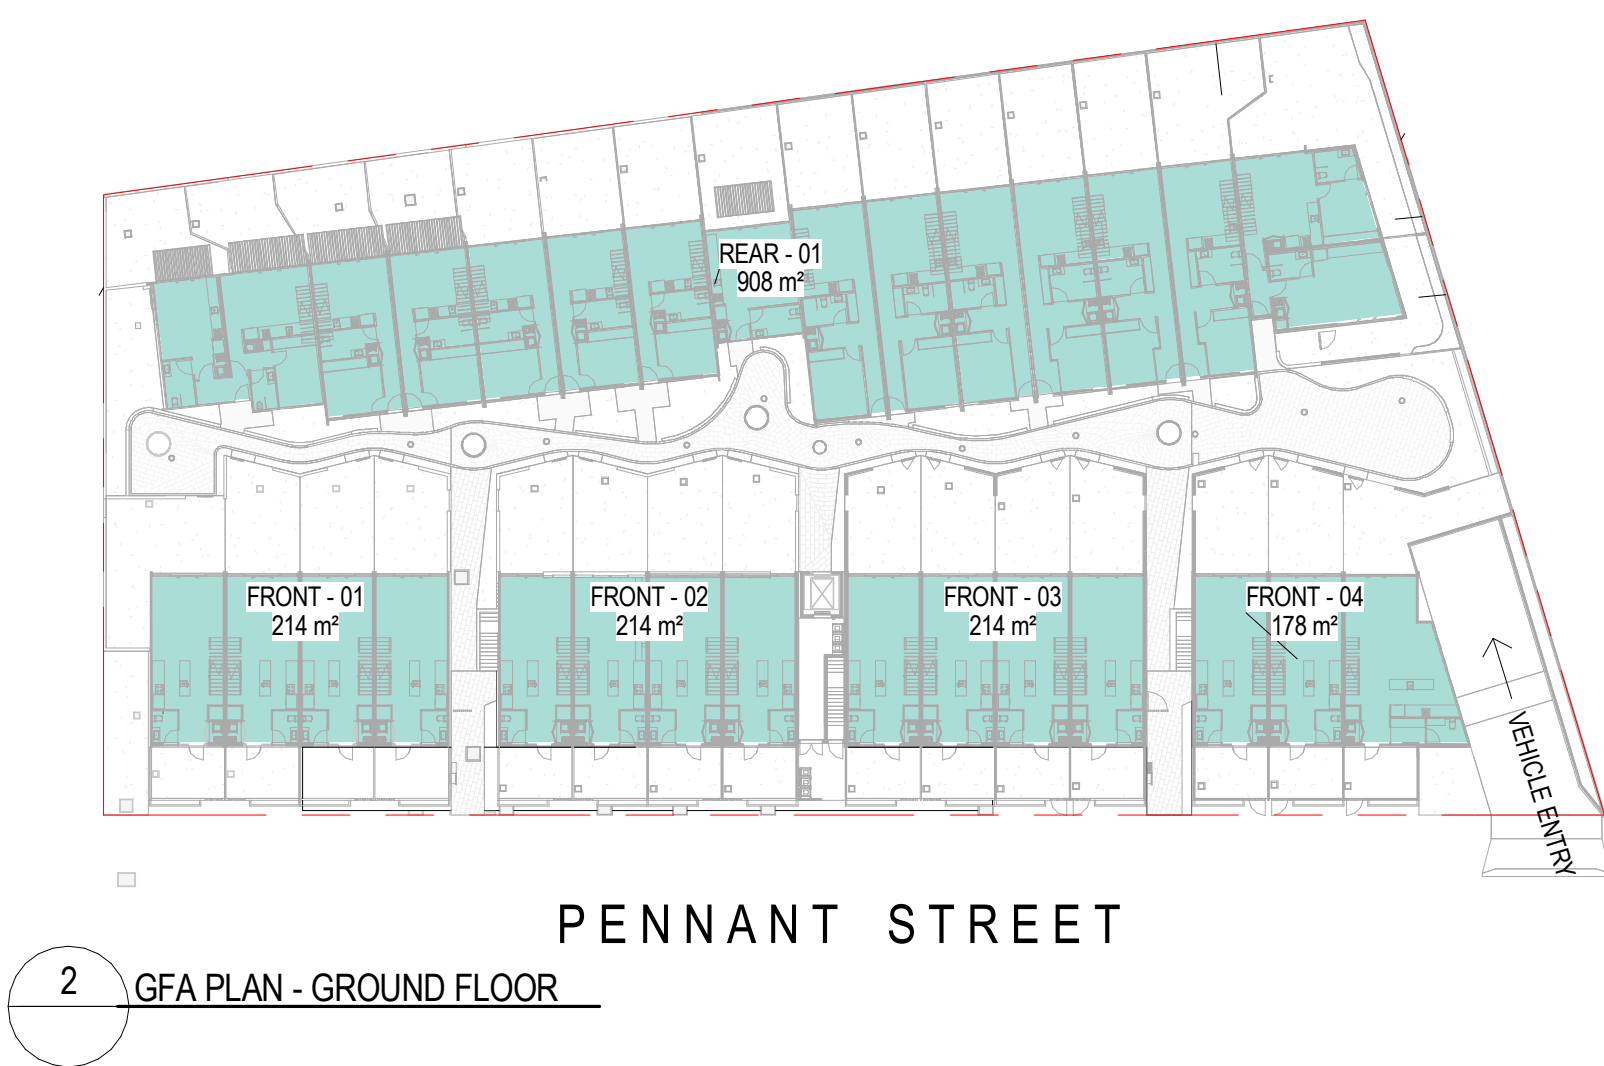 REAR - 01
908 m²
FRONT - 01
214 m²
FRONT - 02
214 m²
FRONT - 03
214 m²
FRONT - 04
178 m²
VEHICLE ENTRY
PENNANT STREET
2
GFA PLAN - GROUND FLOOR